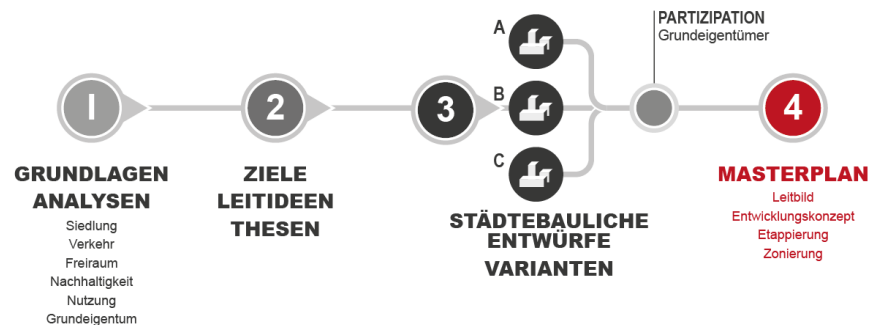 1
GRUNDLAGEN
ANALYSEN
Siedlung
Verkehr
Freiraum
Nachhaltigkeit
Nutzung
Grundeigentum
2
ZIELE
LEITIDEEN
THESEN
3
A
B
C
STÄDTEBAULICHE
ENTWÜRFE
VARIANTEN
PARTIZIPATION
Grundeigentümer
4
MASTERPLAN
Leitbild
Entwicklungskonzept
Etappierung
Zonierung